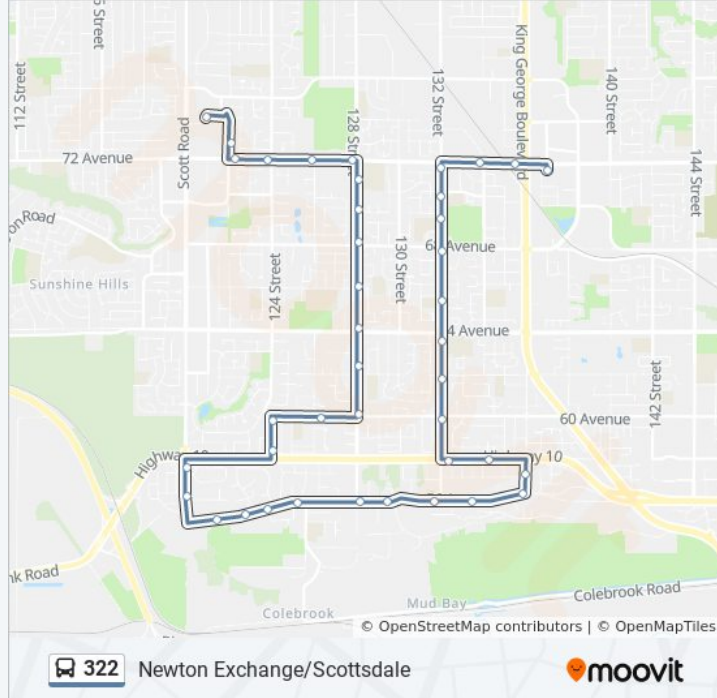 112 Street
Street
Scott Road
128
132 Street
King George Boulevard
140 Street
144 Street
72 Avenue
Road
Sunshine Hills
124 Street
130 Street
Avenue
4 Avenue
142 Street
60 Avenue
Highway 10
10
nk Road
Colebrook
Mud Bay
Colebrook Road
© OpenStreetMap contributors | © OpenMapTiles
322 Newton Exchange/Scottsdale
moovit